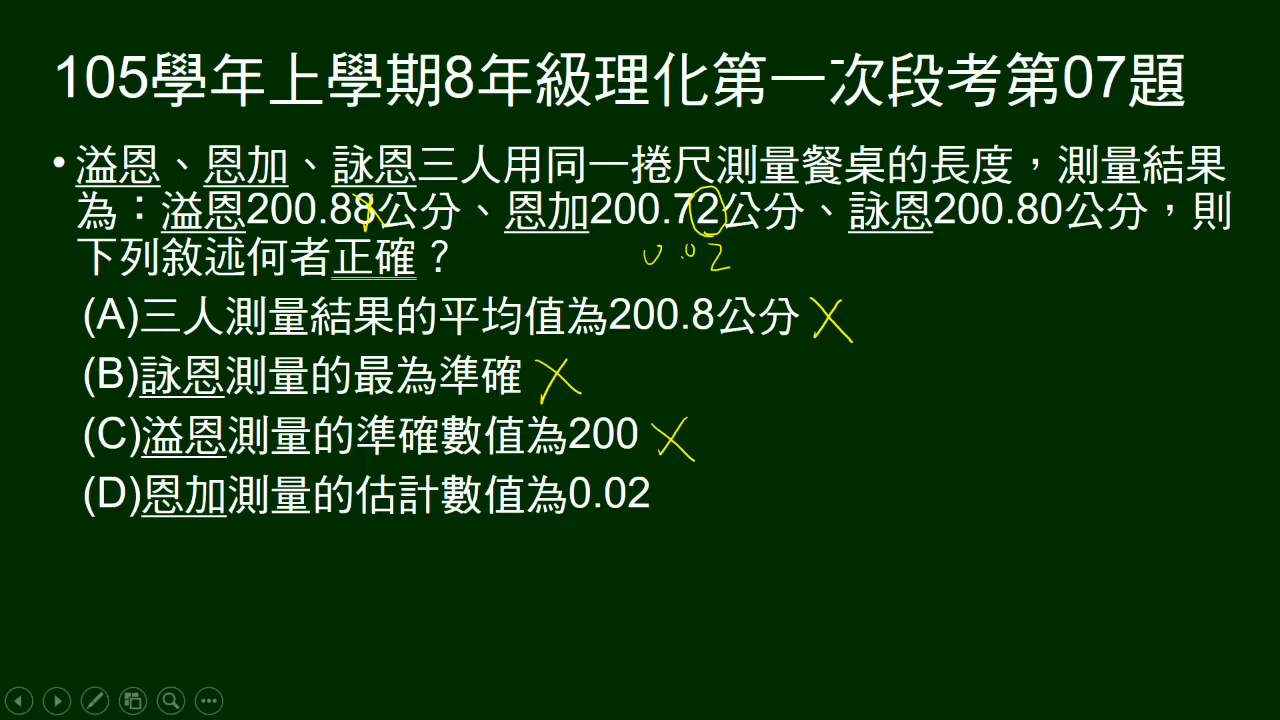 105學年上學期8年級理化第一次段考第07題
•溢恩、恩加、詠恩三人用同一捲尺測量餐桌的長度，測量結果
為：溢恩200.88公分、恩加200.72公分、詠恩200.80公分，則
下列敘述何者正確？
0.02
(A)三人測量結果的平均值為200.8公分
(B)詠恩測量的最為準確
(C)溢恩測量的準確數值為200
(D)恩加測量的估計數值為0.02